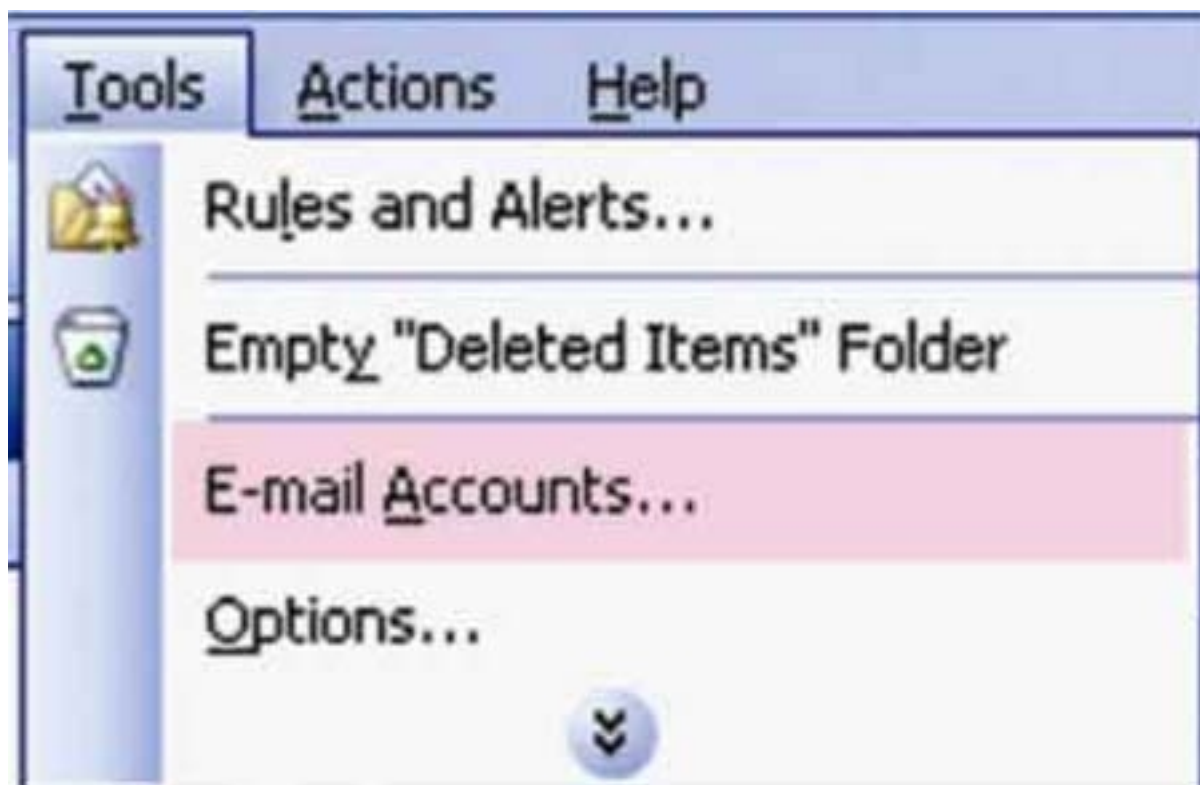 Tools Actions Help
Rules and Alerts...
Empty "Deleted Items" Folder
E-mail Accounts...
Options...